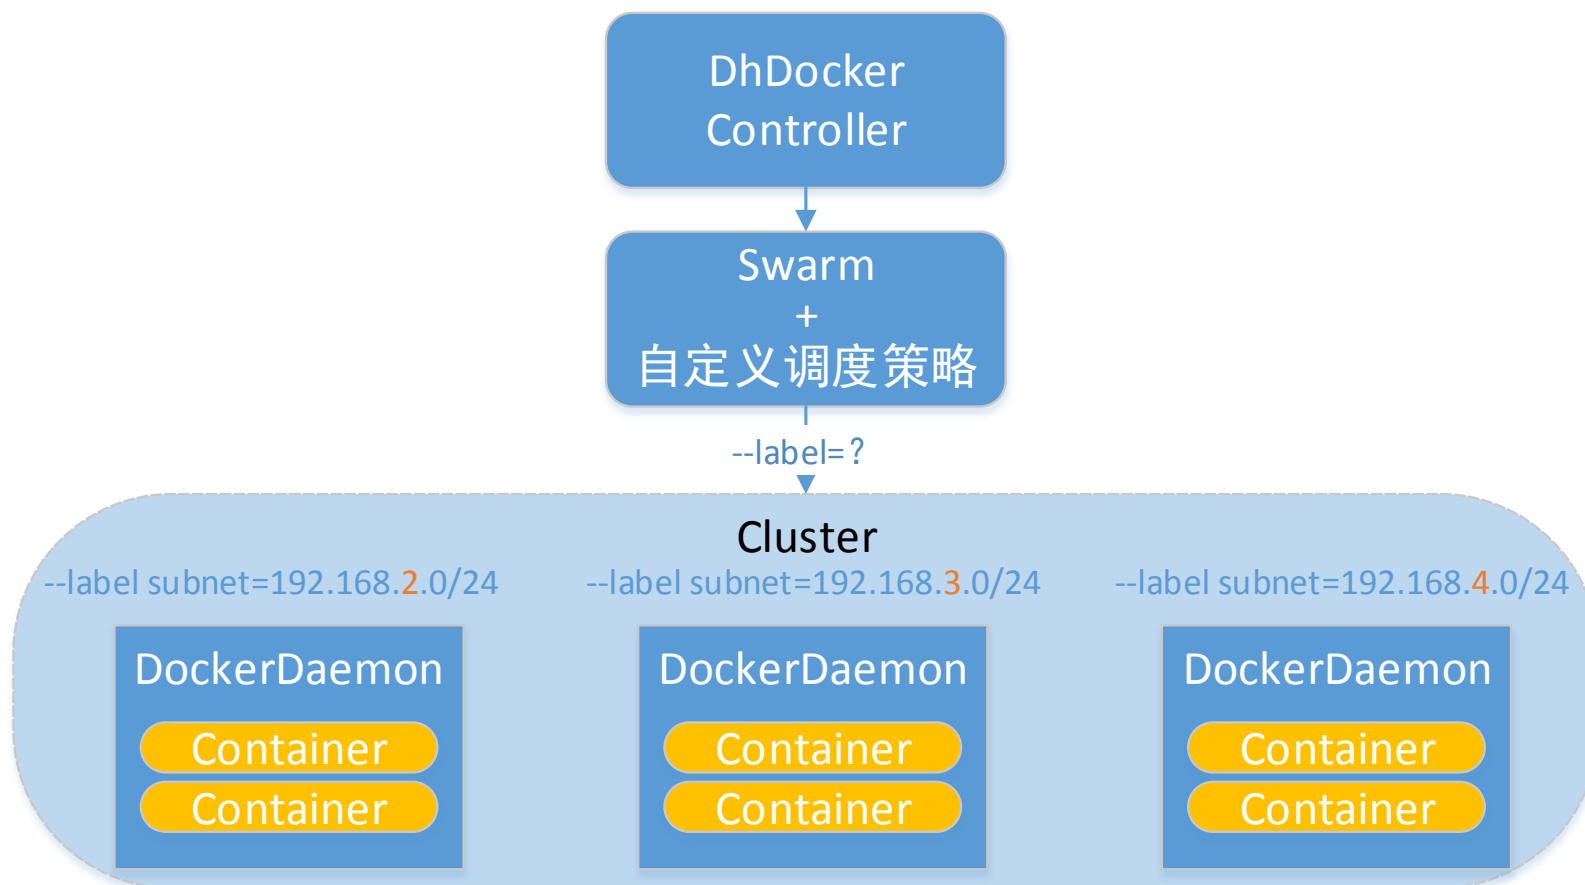 DhDocker
Controller
Swarm
+
自定义调度策略
--label=?
Cluster
--label subnet=192.168.2.0/24
--label subnet=192.168.3.0/24
--label subnet=192.168.4.0/24
DockerDaemon
Container
Container
DockerDaemon
Container
Container
DockerDaemon
Container
Container